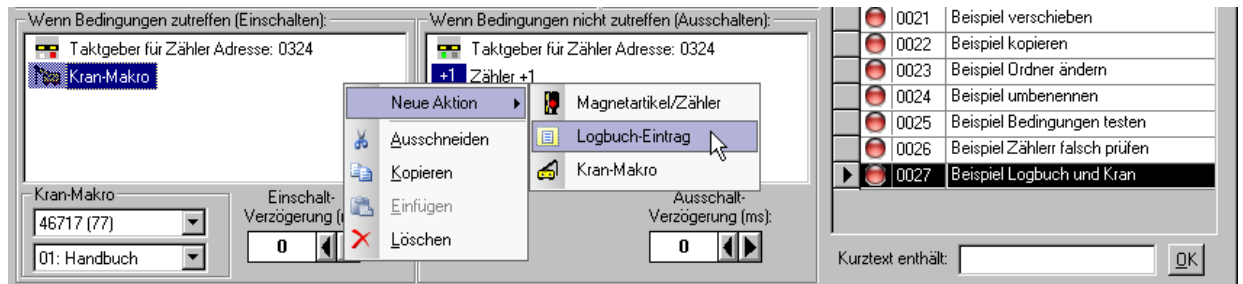 Wenn Bedingungen zutreffen (Einschalten):
Taktgeber für Zähler Adresse: 0324
Kran-Makro
Wenn Bedingungen nicht zutreffen (Ausschalten):
Taktgeber für Zähler Adresse: 0324
+1 Zähler +1
Neue Aktion
Ausschneiden
Kopieren
Einfügen
Löschen
Magnetartikel/Zähler
Logbuch-Eintrag
Kran-Makro
Kran-Makro
46717 (77)
01: Handbuch
Einschalt-
Verzögerung (
0
Ausschalt-
Verzögerung (ms):
0
0021 Beispiel verschieben
0022 Beispiel kopieren
0023 Beispiel Ordner ändern
0024 Beispiel umbenennen
0025 Beispiel Bedingungen testen
0026 Beispiel Zählerr falsch prüfen
0027 Beispiel Logbuch und Kran
Kurztext enthält:
OK